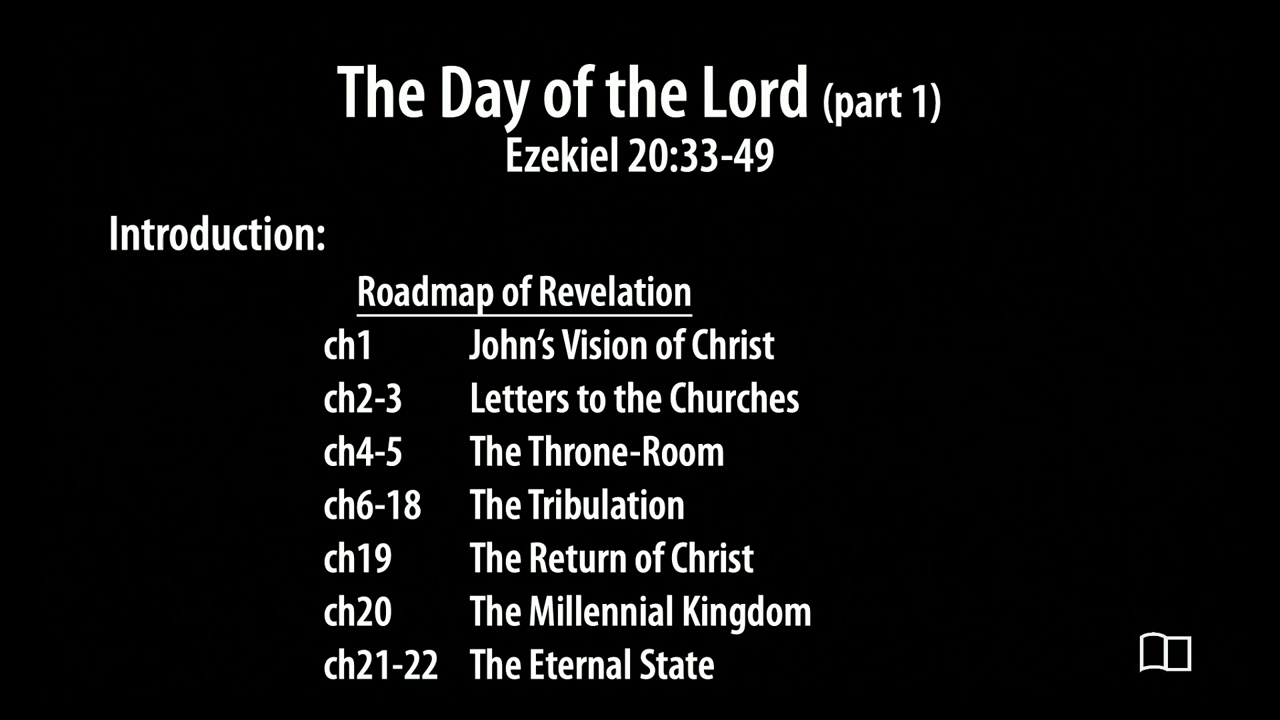 The Day of the Lord (part 1)
Ezekiel 20:33-49
Introduction:
Roadmap of Revelation
ch1 John’s Vision of Christ
ch2-3 Letters to the Churches
ch4-5 The Throne-Room
ch6-18 The Tribulation
ch19 The Return of Christ
ch20 The Millennial Kingdom
ch21-22 The Eternal State